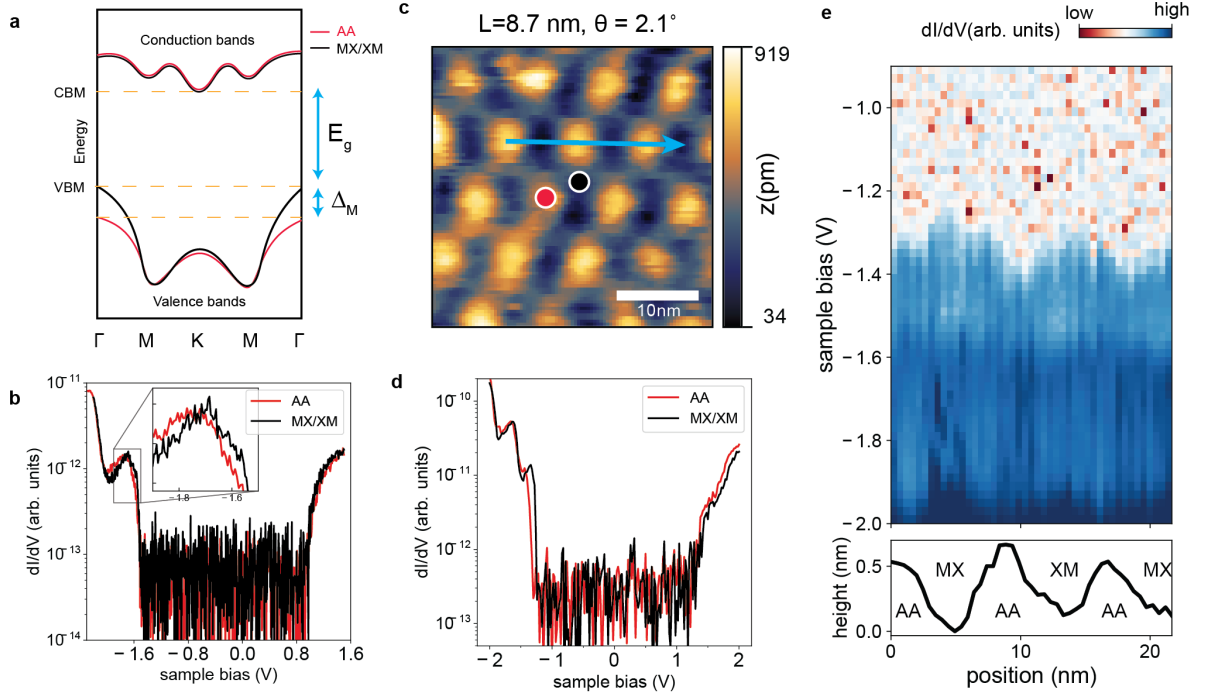 a
Conduction bands
AA
MX/XM
CBM
E_g
Energy
VBM
Δ_M
Valence bands
Γ M K M Γ
b
10⁻¹¹
10⁻¹²
10⁻¹³
10⁻¹⁴
dI/dV (arb. units)
AA
MX/XM
−1.8 −1.6
−1.6 −0.8 0.0 0.8 1.6
sample bias (V)
c
L=8.7 nm, θ = 2.1°
919
z(pm)
34
10nm
d
10⁻¹⁰
10⁻¹¹
10⁻¹²
10⁻¹³
dI/dV (arb. units)
AA
MX/XM
−2 −1 0 1 2
sample bias (V)
e
low high
dI/dV(arb. units)
−1.0
−1.2
−1.4
−1.6
−1.8
−2.0
sample bias (V)
height (nm)
0.5
0.0
MX XM MX
AA AA AA
0 10 20
position (nm)